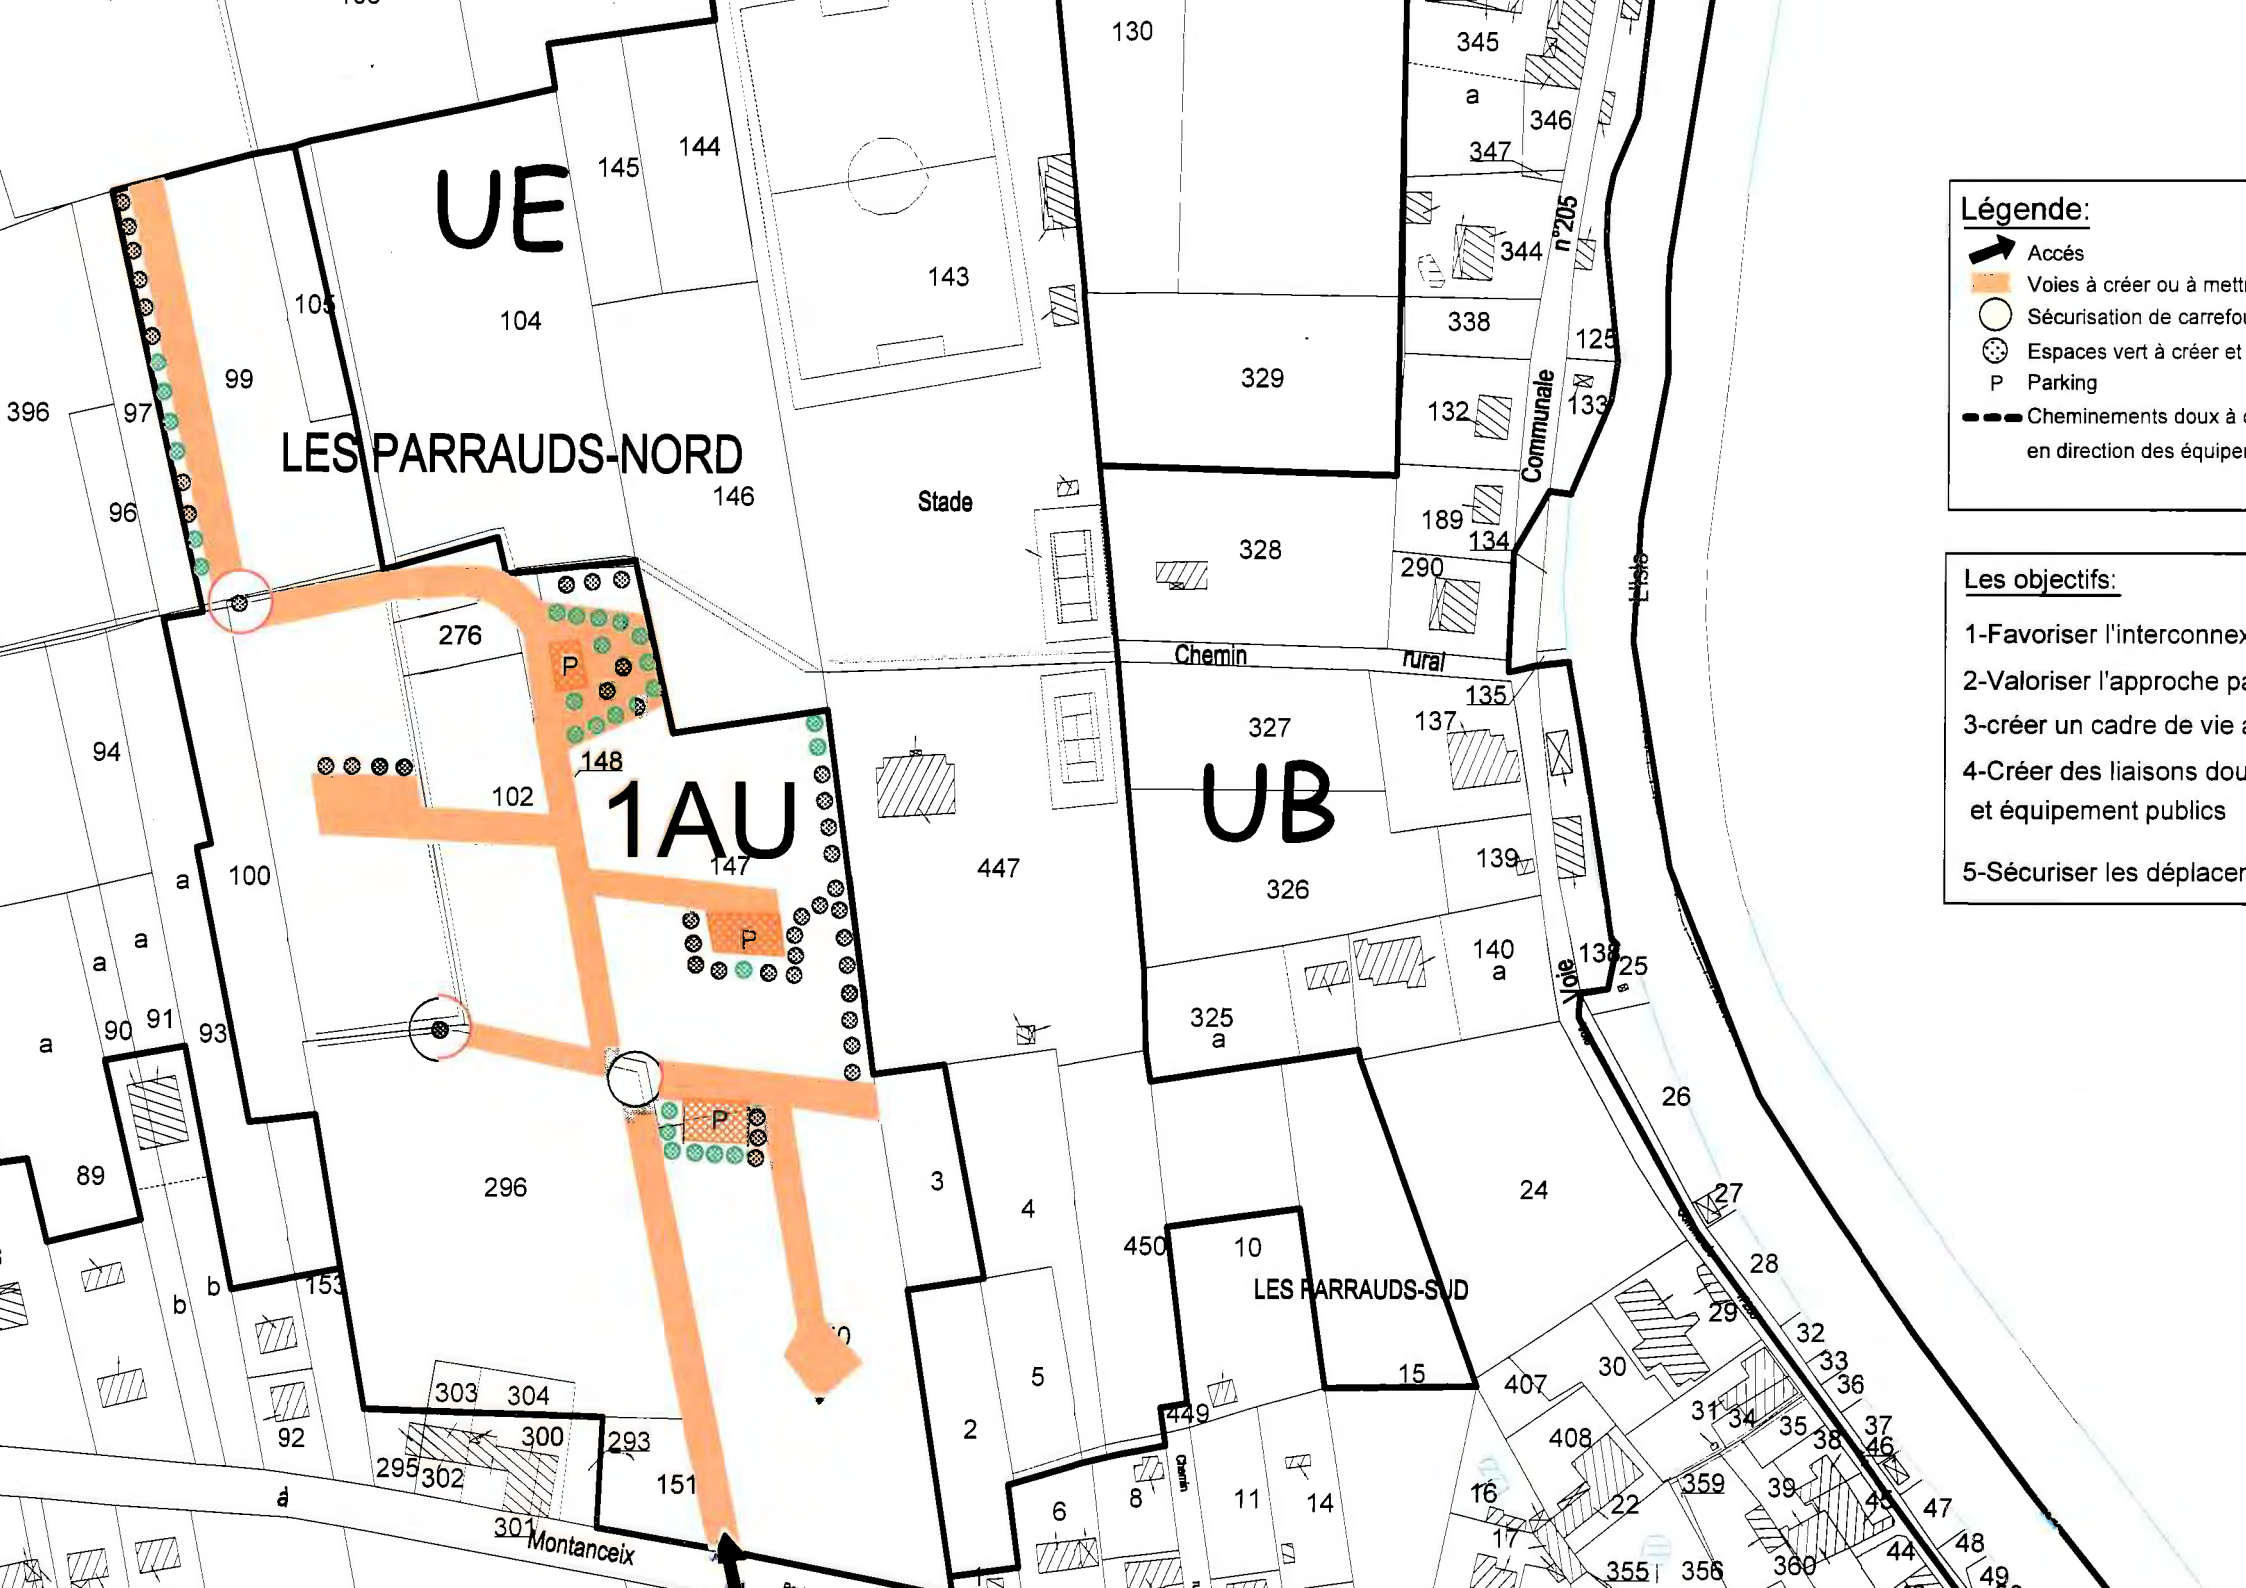 130
345
a
346
347
145
144
UE
n°205
344
143
105
104
338
125
99
329
396
97
132
133
Communale
LES PARRAUDS-NORD
146
Stade
96
189
134
328
290
L'Isle
276
P
Chemin
rural
135
327
137
94
148
102
1AU
UB
147
100
a
447
139
326
a
P
a
140
a
138
25
Voie
90
91
93
a
325
a
26
P
89
296
3
4
24
27
450
10
28
b
b
153
LES PARRAUDS-SUD
29
32
5
15
30
33
36
407
303
304
449
31
34
35
37
92
300
293
2
408
38
46
295
302
151
Chemin
359
39
a
6
8
11
14
16
22
45
47
301
Montanceix
17
48
44
355
356
360
49
Légende:
Accés
Voies à créer ou à mettr
Sécurisation de carrefou
Espaces vert à créer et
P Parking
Cheminements doux à c
en direction des équiper
Les objectifs:
1-Favoriser l'interconnex
2-Valoriser l'approche pa
3-créer un cadre de vie a
4-Créer des liaisons dou
et équipement publics
5-Sécuriser les déplacer